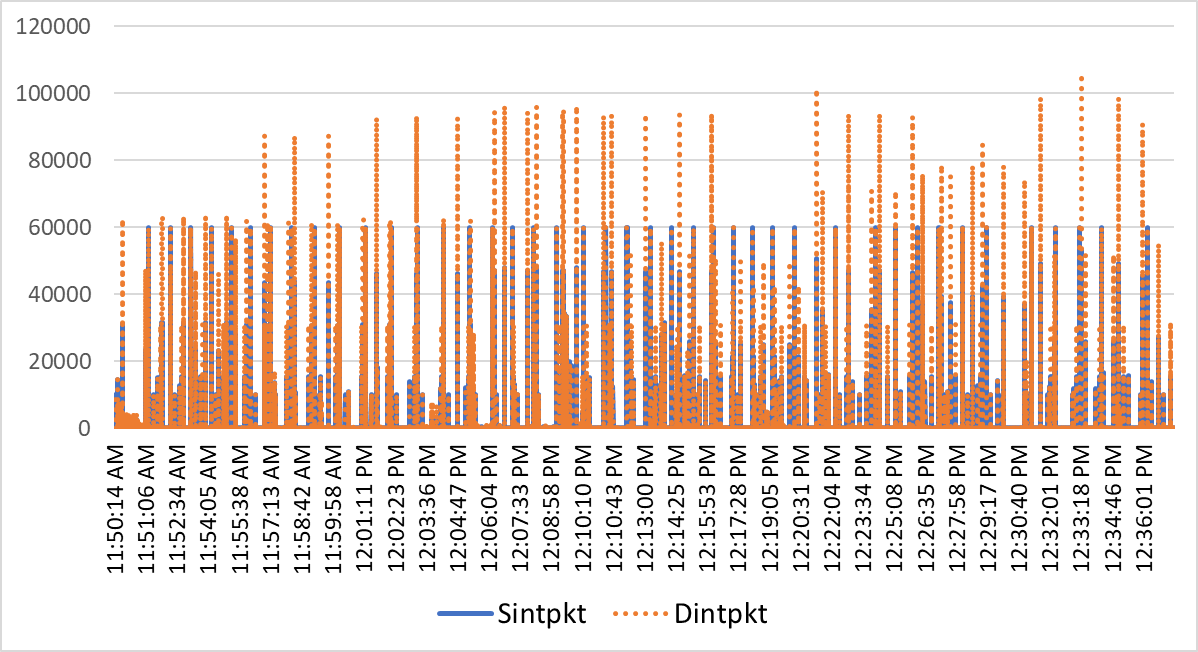 120000
100000
80000
60000
40000
20000
0
11:50:14 AM
11:51:06 AM
11:52:34 AM
11:54:05 AM
11:55:38 AM
11:57:13 AM
11:58:42 AM
11:59:58 AM
12:01:11 PM
12:02:23 PM
12:03:36 PM
12:04:47 PM
12:06:04 PM
12:07:33 PM
12:08:58 PM
12:10:10 PM
12:10:43 PM
12:13:00 PM
12:14:25 PM
12:15:53 PM
12:17:28 PM
12:19:05 PM
12:20:31 PM
12:22:04 PM
12:23:34 PM
12:25:08 PM
12:26:35 PM
12:27:58 PM
12:29:17 PM
12:30:40 PM
12:32:01 PM
12:33:18 PM
12:34:46 PM
12:36:01 PM
Sintpkt Dintpkt